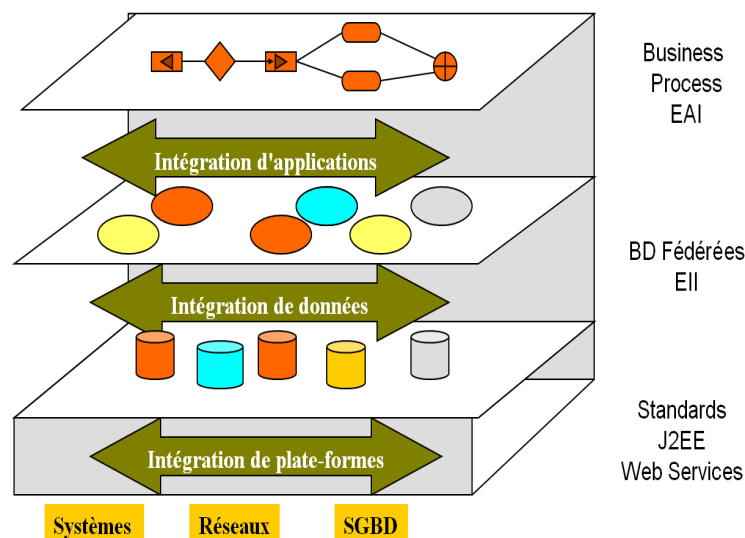 Business
Process
EAI
Intégration d'applications
BD Fédérées
EII
Intégration de données
Standards
J2EE
Web Services
Intégration de plate-formes
Systèmes
Réseaux
SGBD